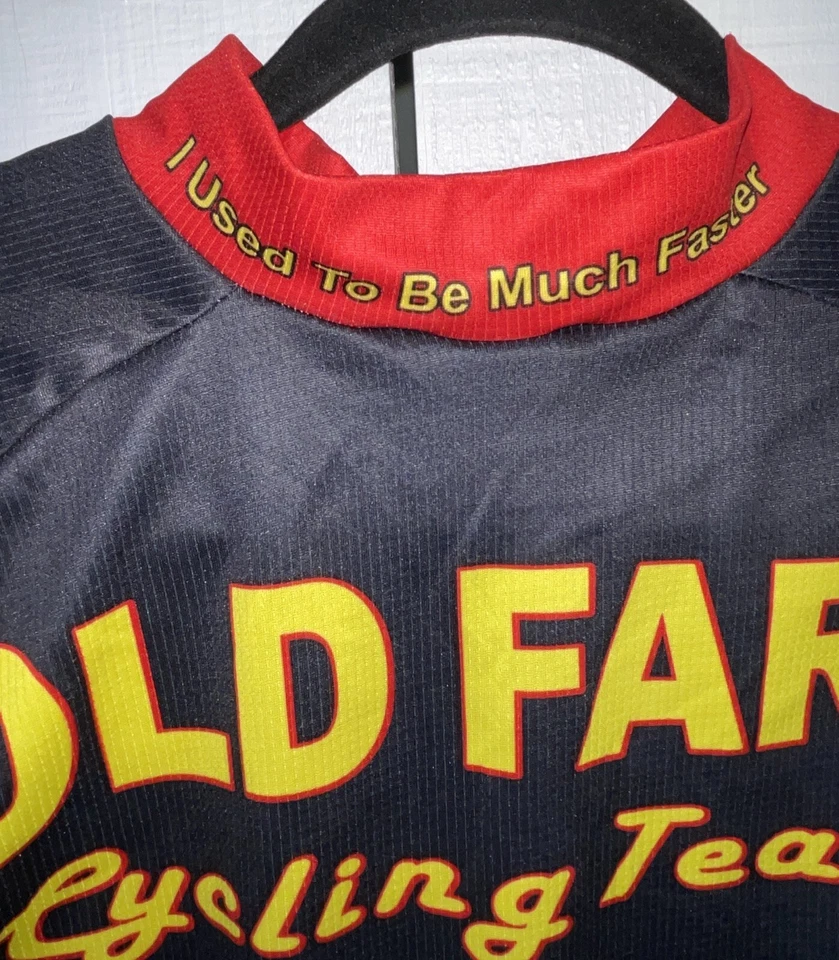 I Used To Be Much Faster
OLD FAR
Cycling Tea